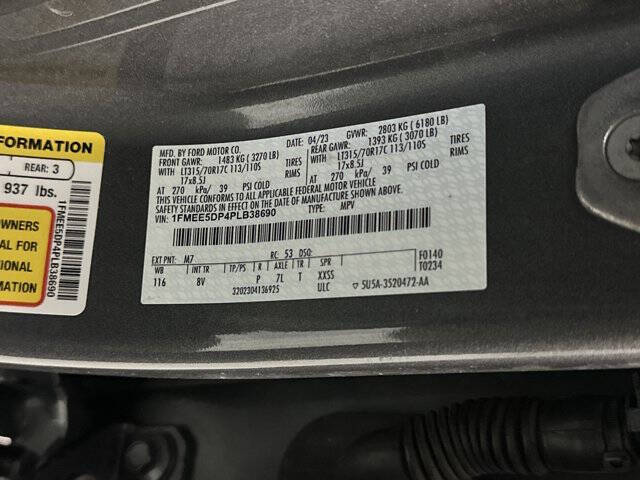 FORMATION
REAR: 3
937 lbs.
OWNERS
AL FOR
TIONAL
MATION
1FMEE5DP4PLB38690
MFD. BY FORD MOTOR CO.
DATE: 04/23 GVWR: 2803 KG ( 6180 LB)
FRONT GAWR: 1483 KG ( 3270 LB) REAR GAWR: 1393 KG ( 3070 LB)
LT315/70R17C 113/110S TIRES LT315/70R17C 113/110S TIRES
17x8.5J RIMS 17x8.5J RIMS
AT 270 kPa/ 39 PSI COLD AT 270 kPa/ 39 PSI COLD
THIS VEHICLE CONFORMS TO ALL APPLICABLE FEDERAL MOTOR VEHICLE
SAFETY STANDARDS IN EFFECT ON THE DATE OF MANUFACTURE SHOWN ABOVE.
VIN: 1FMEE5DP4PLB38690 TYPE: MPV
EXT PNT: M7 RC: 53 DSO:
WB INT TR TP/PS R AXLE TR SPR F0140
116 8V P 7L T XXSS T0234
3202304136925 ULC 5U5A-3520472-AA